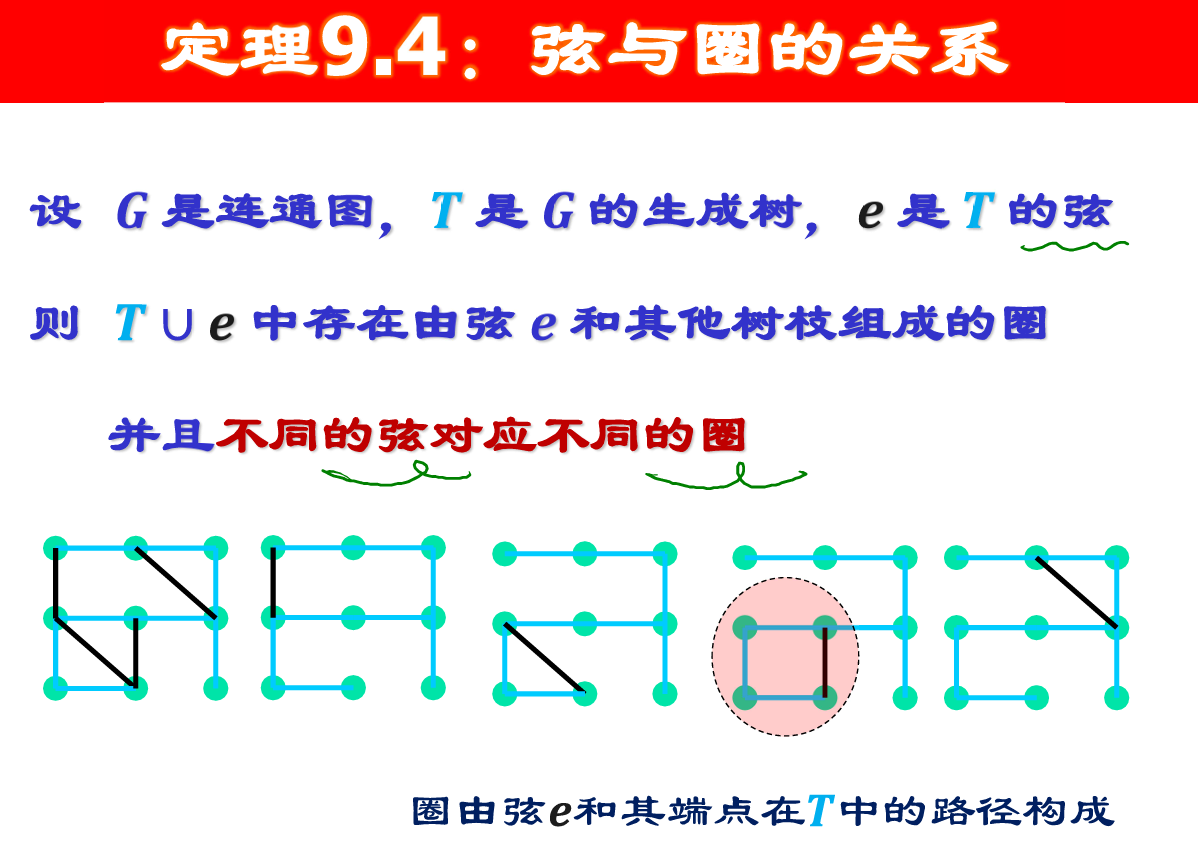 定理9.4：弦与圈的关系
设 G 是连通图，T 是 G 的生成树，e 是 T 的弦
则 T ∪ e 中存在由弦 e 和其他树枝组成的圈
并且不同的弦对应不同的圈
圈由弦e和其端点在T中的路径构成